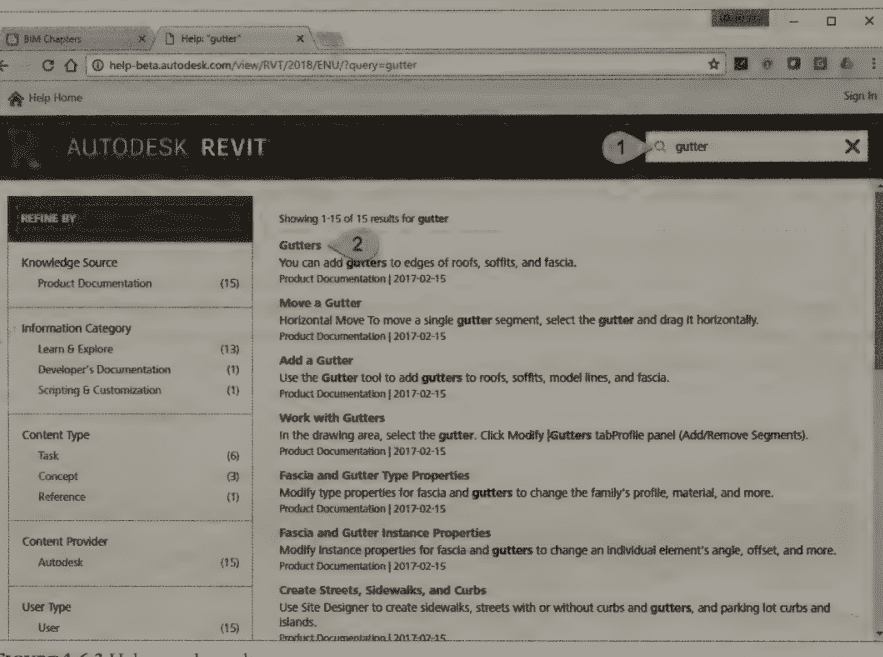 BIM Chapters
Help: "gutter"
help-beta.autodesk.com/view/RVT/2018/ENU/?query=gutter
Help Home
Sign In
AUTODESK REVIT
1
gutter
REFINE BY
Knowledge Source
Product Documentation (15)
Information Category
Learn & Explore (13)
Developer's Documentation (1)
Scripting & Customization (1)
Content Type
Task (6)
Concept (3)
Reference (1)
Content Provider
Autodesk (15)
User Type
User (15)
Showing 1-15 of 15 results for gutter
Gutters
2
You can add gutters to edges of roofs, soffits, and fascia.
Product Documentation | 2017-02-15
Move a Gutter
Horizontal Move To move a single gutter segment, select the gutter and drag it horizontally.
Product Documentation | 2017-02-15
Add a Gutter
Use the Gutter tool to add gutters to roofs, soffits, model lines, and fascia.
Product Documentation | 2017-02-15
Work with Gutters
In the drawing area, select the gutter. Click Modify |Gutters tabProfile panel (Add/Remove Segments).
Product Documentation | 2017-02-15
Fascia and Gutter Type Properties
Modify type properties for fascia and gutters to change the family's profile, material, and more.
Product Documentation | 2017-02-15
Fascia and Gutter Instance Properties
Modify instance properties for fascia and gutters to change an individual element's angle, offset, and more.
Product Documentation | 2017-02-15
Create Streets, Sidewalks, and Curbs
Use Site Designer to create sidewalks, streets with or without curbs and gutters, and parking lot curbs and
islands.
Product Documentation | 2017-02-15